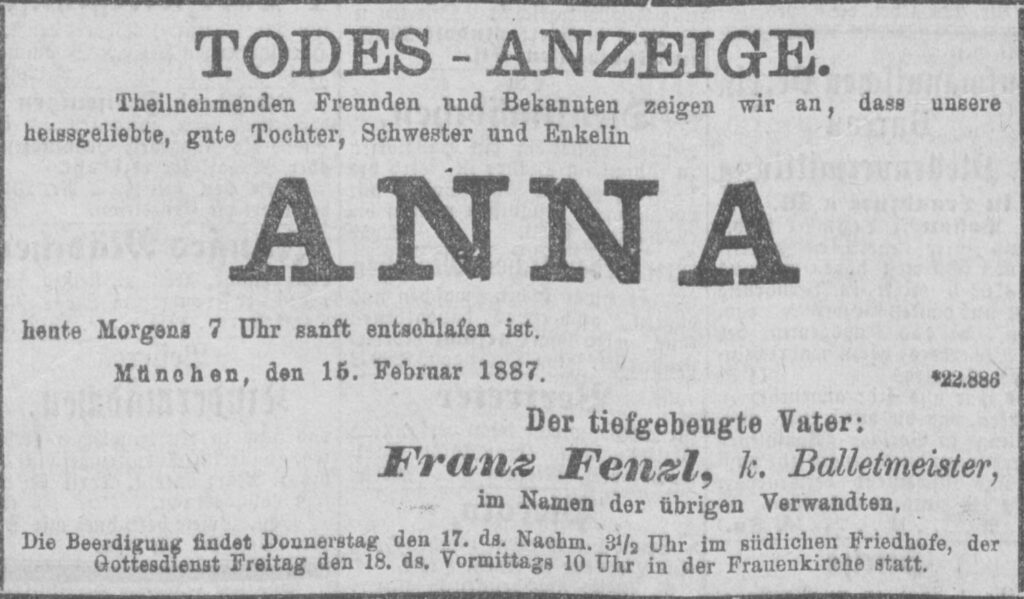 TODES - ANZEIGE.
Theilnehmenden Freunden und Bekannten zeigen wir an, dass unsere
heissgeliebte, gute Tochter, Schwester und Enkelin
ANNA
heute Morgens 7 Uhr sanft entschlafen ist.
München, den 15. Februar 1887.
*22.886
Der tiefgebeugte Vater:
Franz Fenzl, k. Balletmeister,
im Namen der übrigen Verwandten.
Die Beerdigung findet Donnerstag den 17. ds. Nachm. 3½ Uhr im südlichen Friedhofe, der
Gottesdienst Freitag den 18. ds. Vormittags 10 Uhr in der Frauenkirche statt.